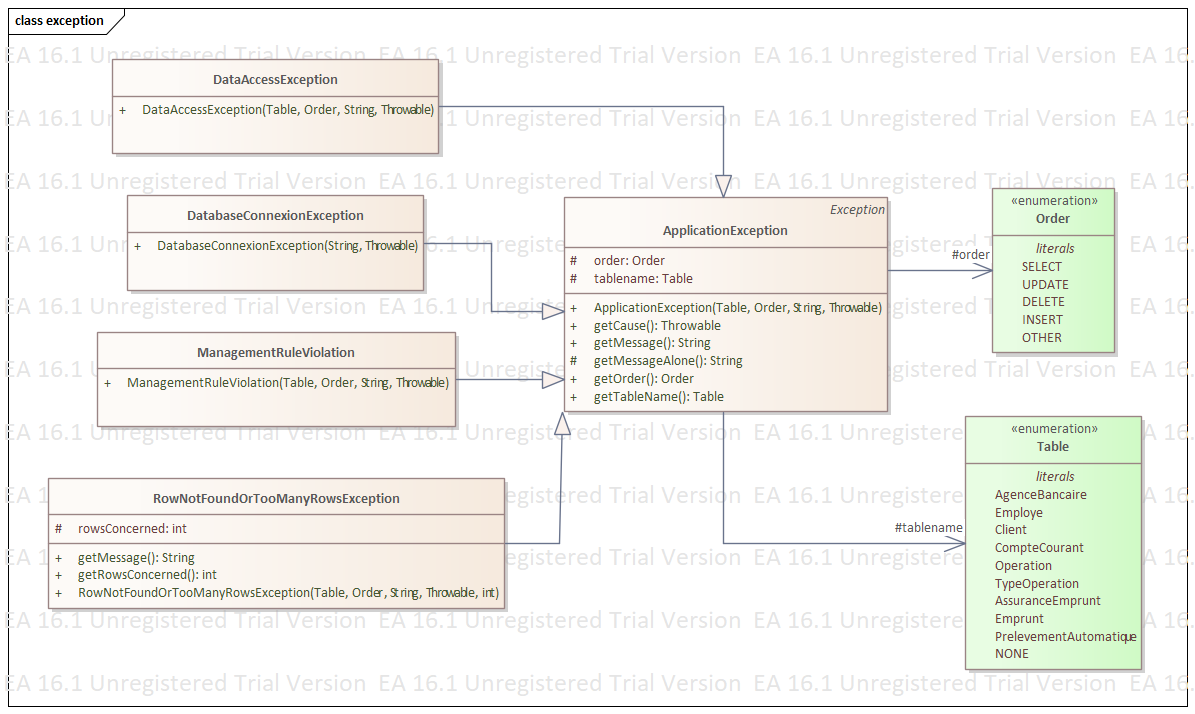 class exception
EA 16.1 Unregistered Trial Version EA 16.1 Unregistered Trial Version EA 16.1 Unregistered Trial Version EA 16.
DataAccessException
+ DataAccessException(Table, Order, String, Throwable)
DatabaseConnexionException
+ DatabaseConnexionException(String, Throwable)
ManagementRuleViolation
+ ManagementRuleViolation(Table, Order, String, Throwable)
RowNotFoundOrTooManyRowsException
# rowsConcerned: int
+ getMessage(): String
+ getRowsConcerned(): int
+ RowNotFoundOrTooManyRowsException(Table, Order, String, Throwable, int)
Exception
ApplicationException
# order: Order
# tablename: Table
+ ApplicationException(Table, Order, String, Throwable)
+ getCause(): Throwable
+ getMessage(): String
# getMessageAlone(): String
+ getOrder(): Order
+ getTableName(): Table
#order
«enumeration»
Order
literals
SELECT
UPDATE
DELETE
INSERT
OTHER
#tablename
«enumeration»
Table
literals
AgenceBancaire
Employe
Client
CompteCourant
Operation
TypeOperation
AssuranceEmprunt
Emprunt
PrelevementAutomatique
NONE